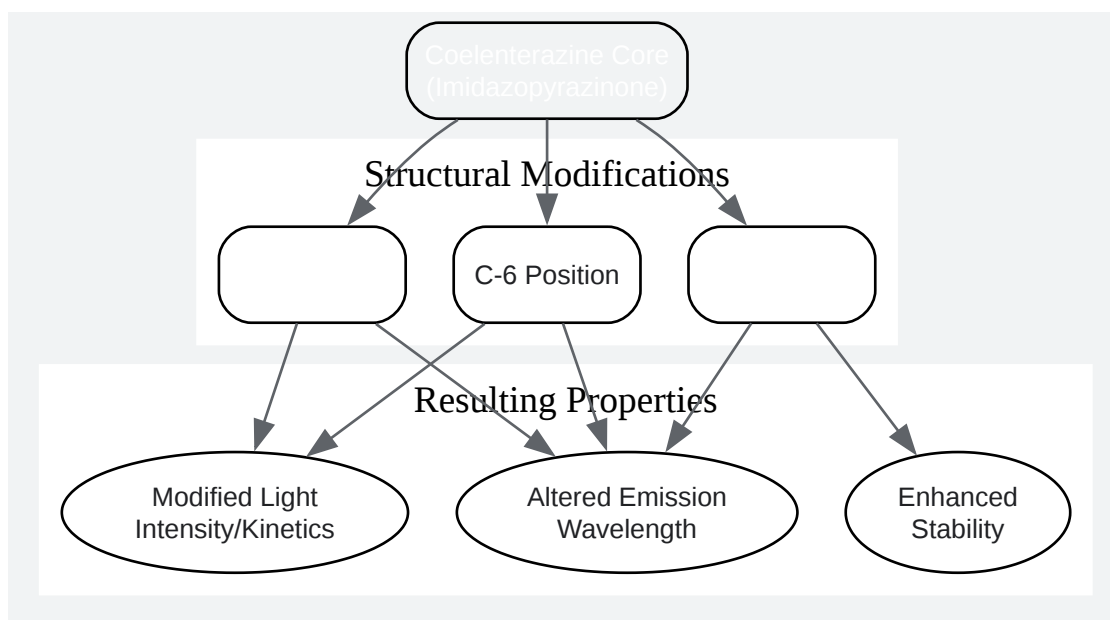 Coelenterazine Core
(Imidazopyrazinone)
Structural Modifications
C-6 Position
Resulting Properties
Modified Light
Intensity/Kinetics
Altered Emission
Wavelength
Enhanced
Stability